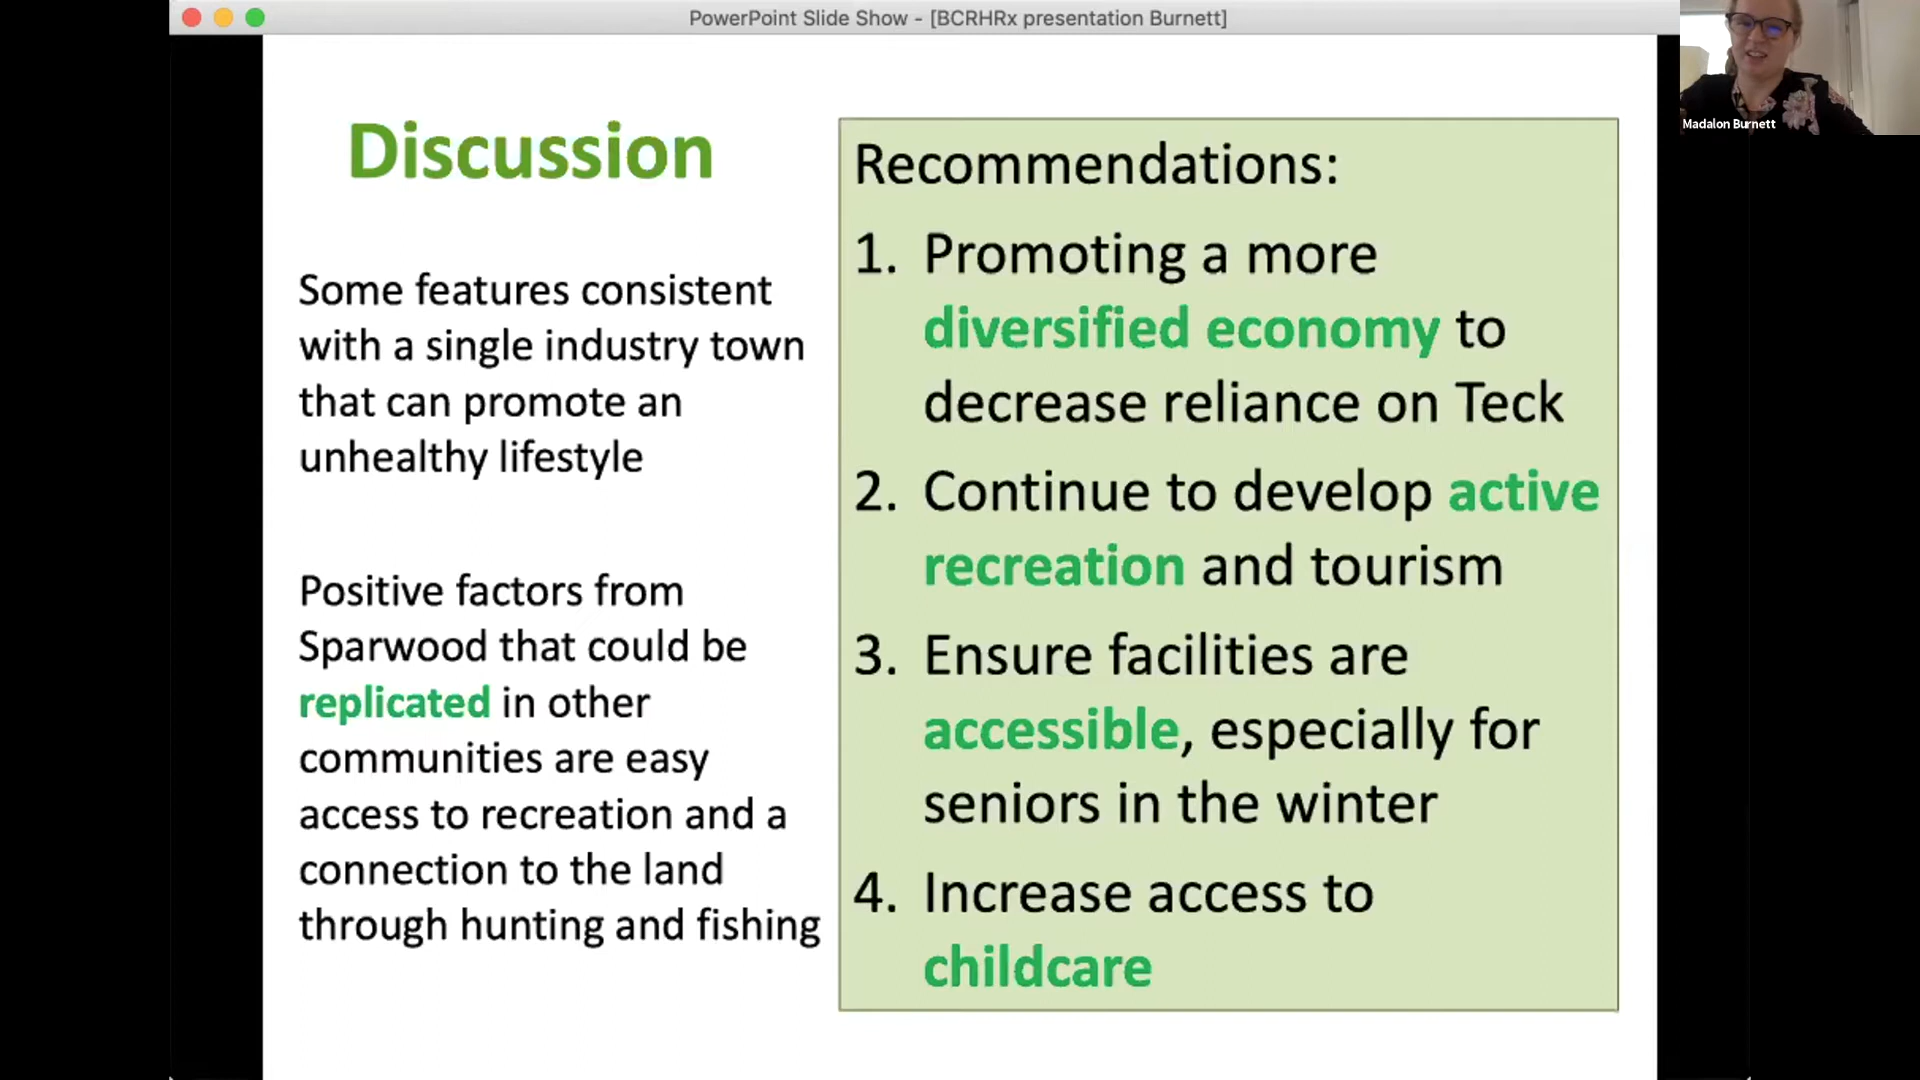 PowerPoint Slide Show - [BCRHRx presentation Burnett]
Madalon Burnett
Discussion
Some features consistent
with a single industry town
that can promote an
unhealthy lifestyle
Positive factors from
Sparwood that could be
replicated in other
communities are easy
access to recreation and a
connection to the land
through hunting and fishing
Recommendations:
1. Promoting a more
diversified economy to
decrease reliance on Teck
2. Continue to develop active
recreation and tourism
3. Ensure facilities are
accessible, especially for
seniors in the winter
4. Increase access to
childcare